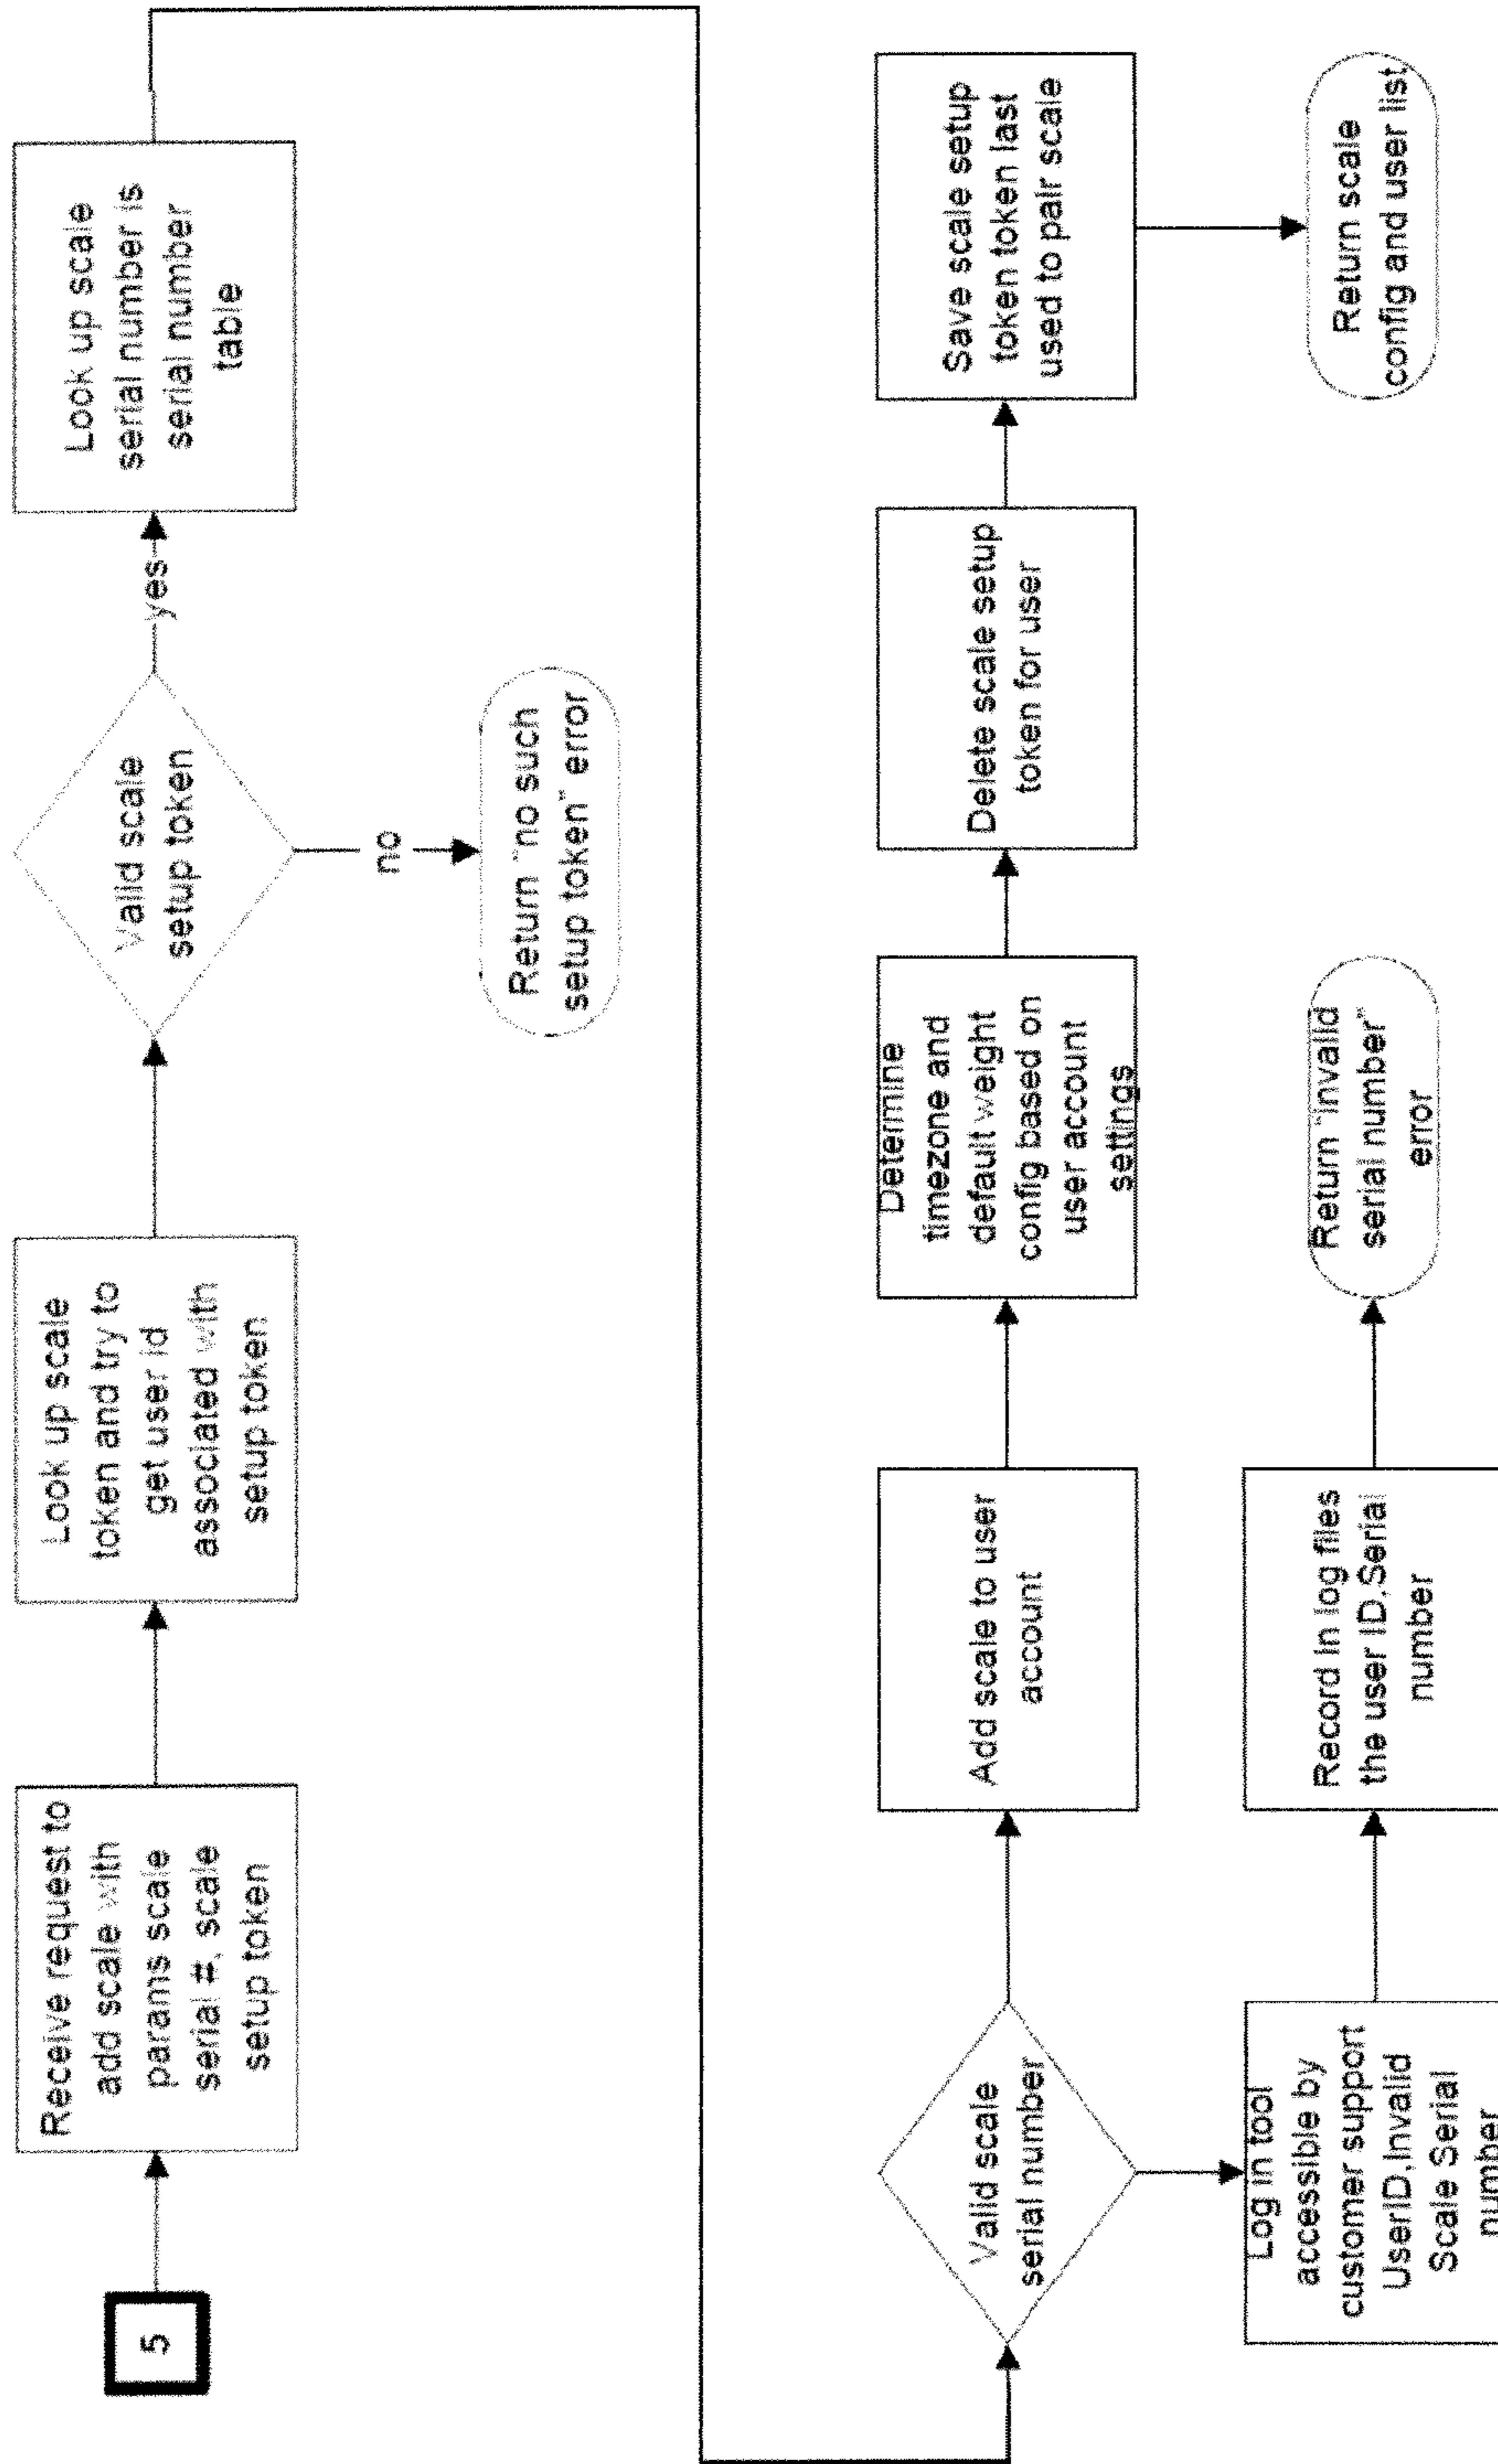 5
Receive request to
add scale with
params scale
serial #, scale
setup token
Look up scale
token and try to
get user id
associated with
setup token
Valid scale
setup token
yes
Look up scale
serial number is
serial number
table
no
Return "no such
setup token" error
Valid scale
serial number
Add scale to user
account
Determine
timezone and
default weight
config based on
user account
settings
Delete scale setup
token for user
Save scale setup
token token last
used to pair scale
Return scale
config and user list
Log in tool
accessible by
customer support
UserID,Invalid
Scale Serial
number
Record in log files
the user ID,Serial
number
Return "invalid
serial number"
error